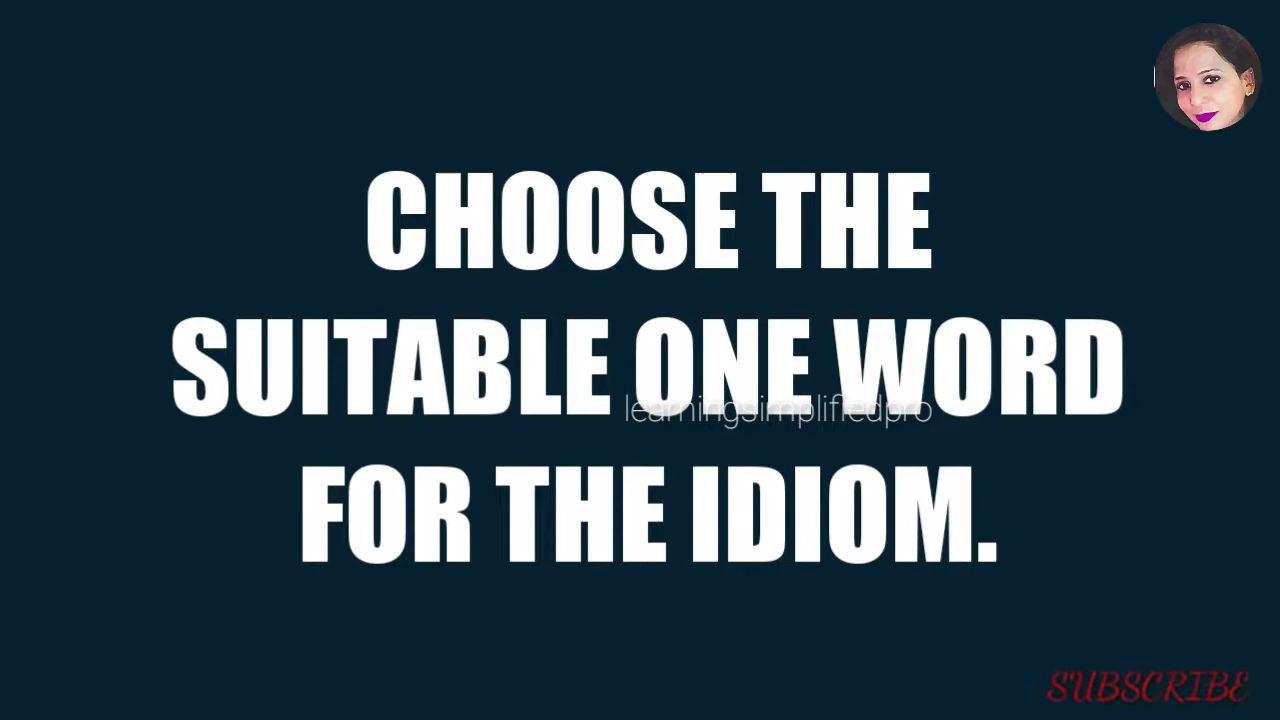 CHOOSE THE
SUITABLE ONE WORD
learningsimplifiedpro
FOR THE IDIOM.
SUBSCRIBE